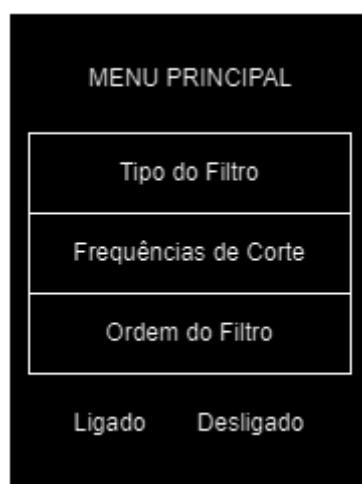 MENU PRINCIPAL
Tipo do Filtro
Frequências de Corte
Ordem do Filtro
Ligado Desligado